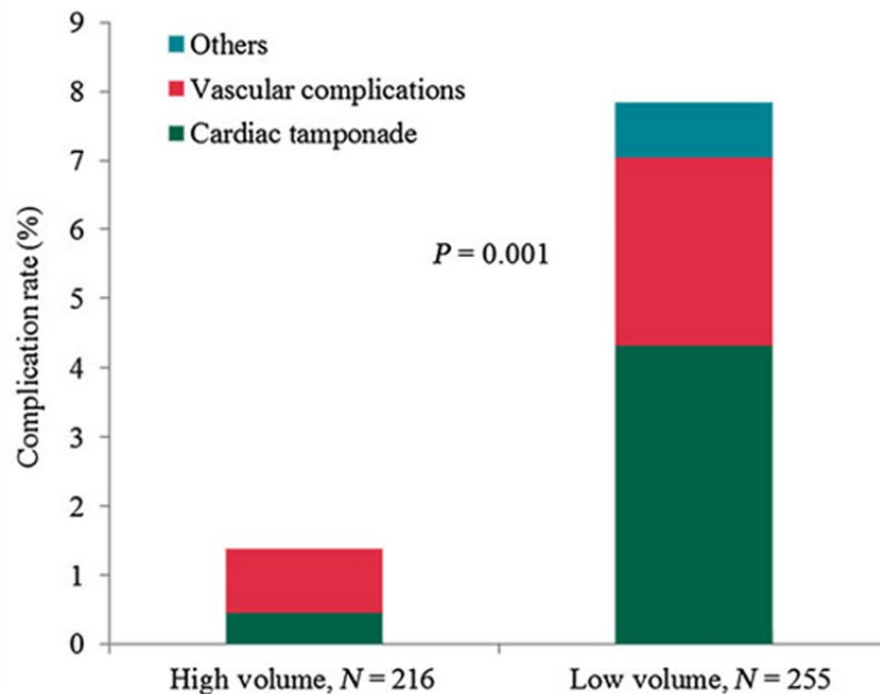 Others
Vascular complications
Cardiac tamponade
9
8
7
6
5
4
3
2
1
0
Complication rate (%)
P = 0.001
High volume, N = 216
Low volume, N = 255